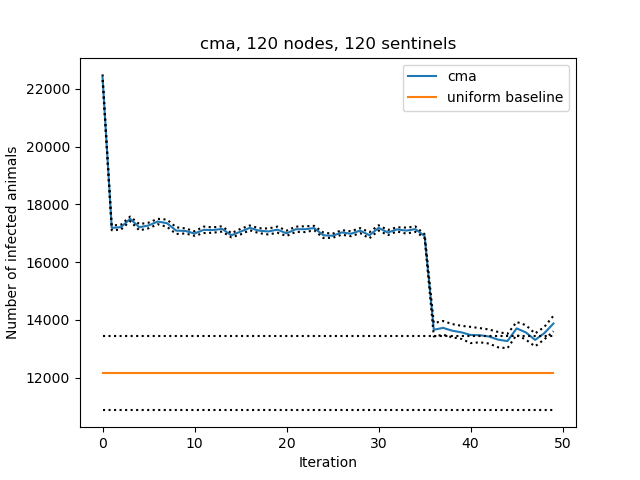 cma, 120 nodes, 120 sentinels
cma
uniform baseline
Number of infected animals
22000
20000
18000
16000
14000
12000
0 10 20 30 40 50
Iteration